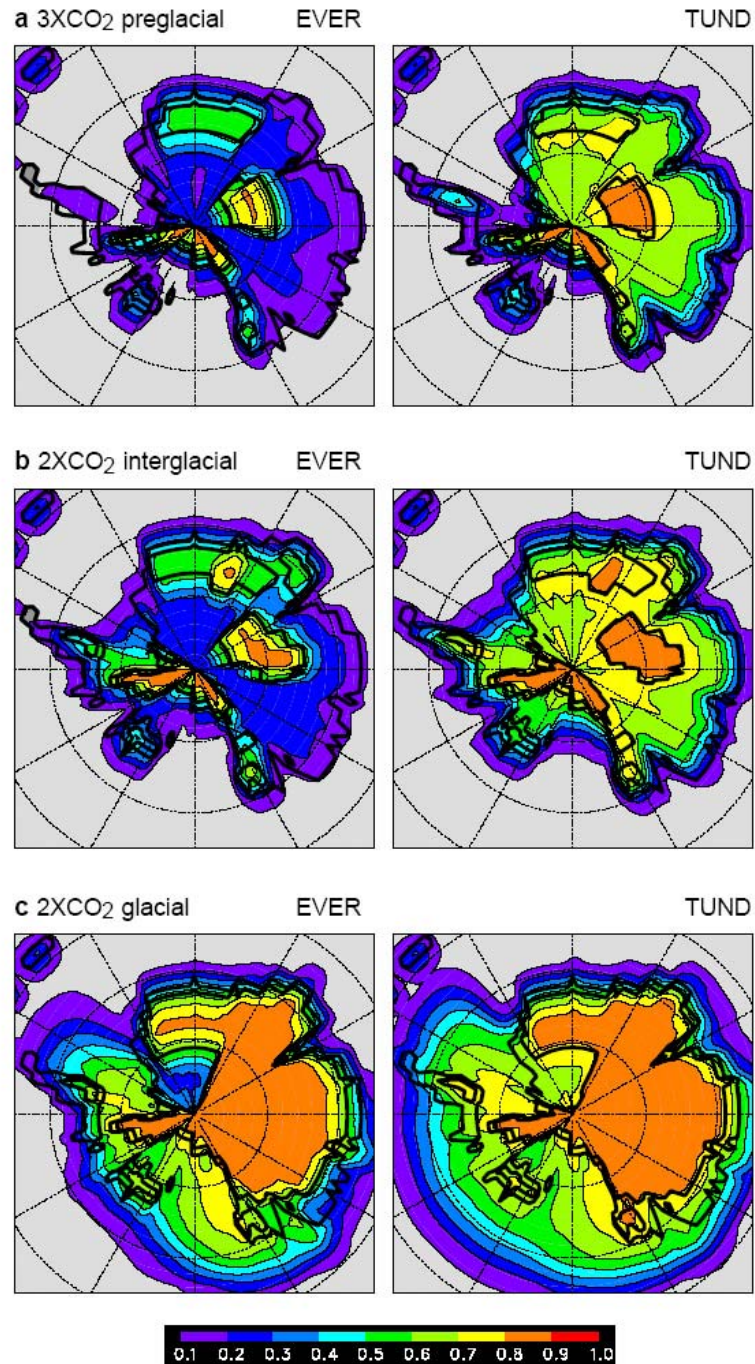 a 3XCO2 preglacial EVER TUND
b 2XCO2 interglacial EVER TUND
c 2XCO2 glacial EVER TUND
0.1 0.2 0.3 0.4 0.5 0.6 0.7 0.8 0.9 1.0